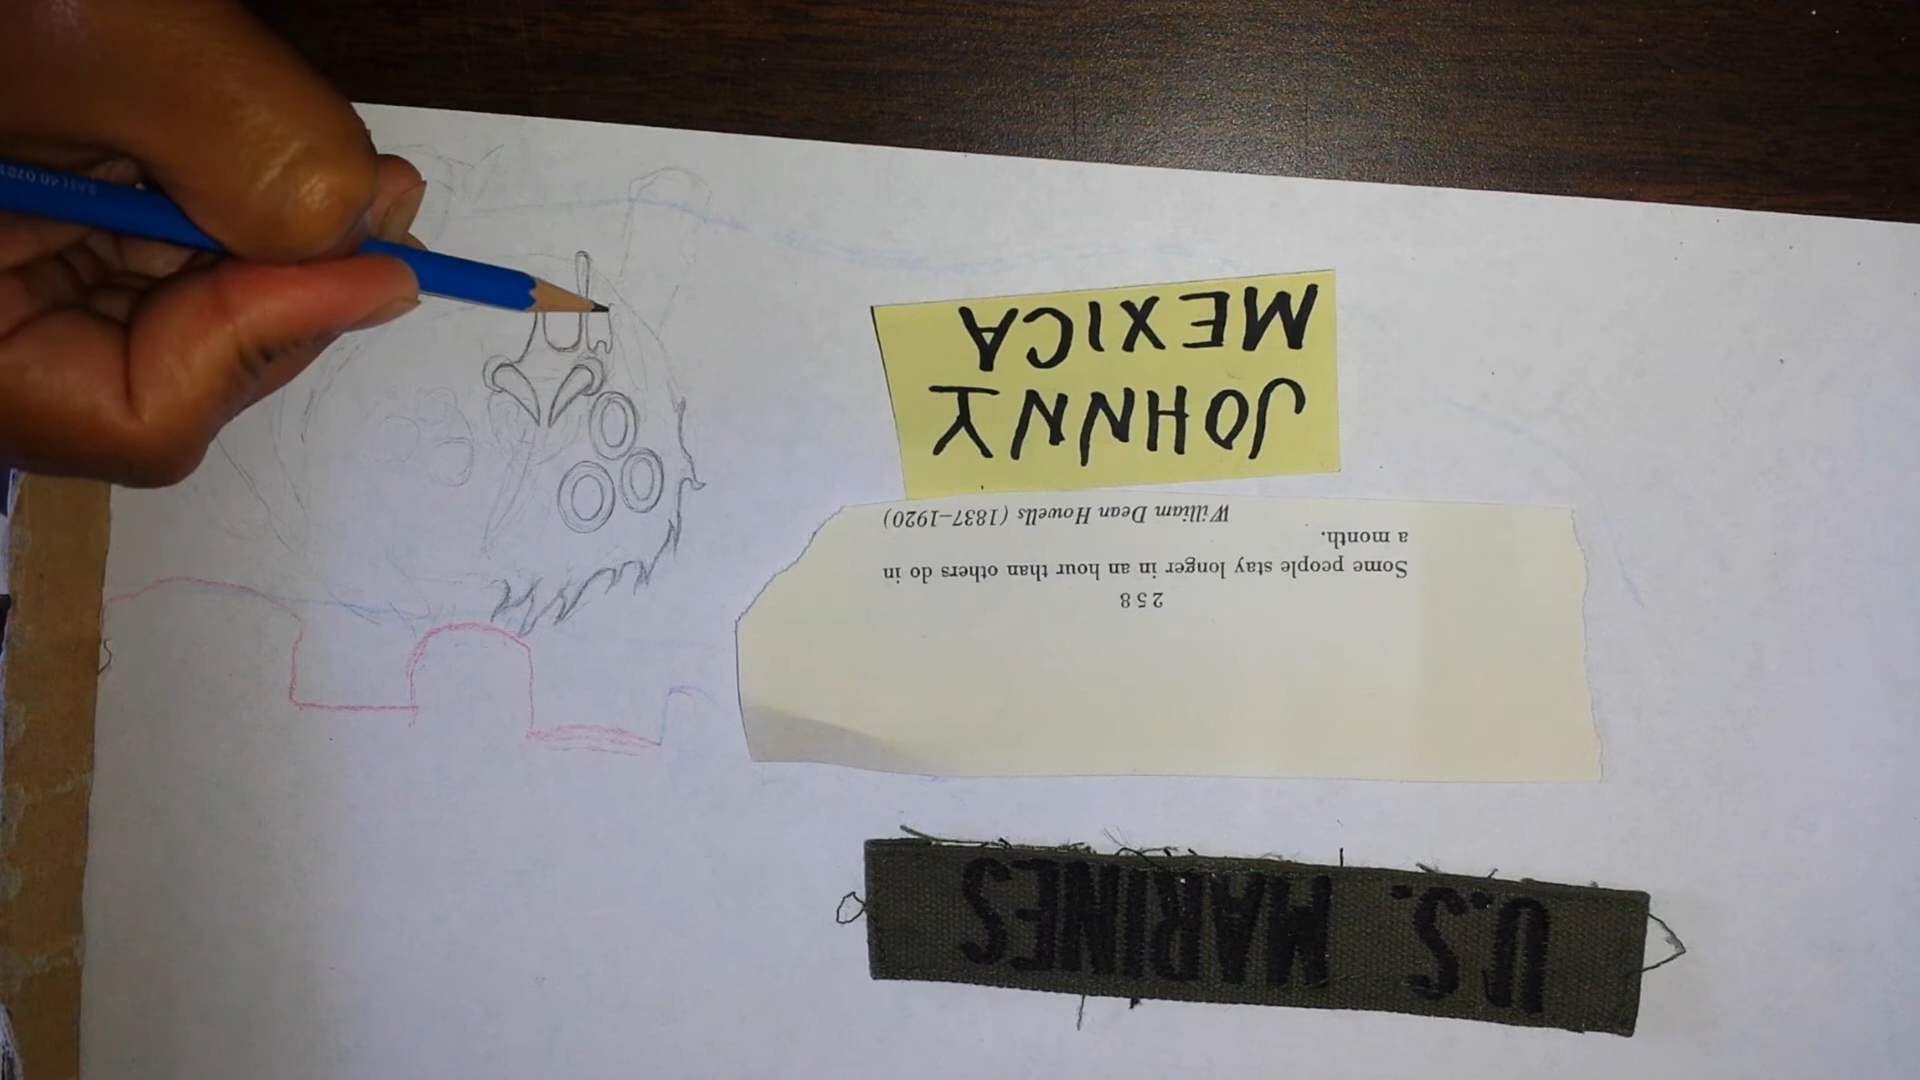 U.S. MARINES
258
Some people stay longer in an hour than others do in
a month.
William Dean Howells (1837–1920)
JOHNNY
MEXICA